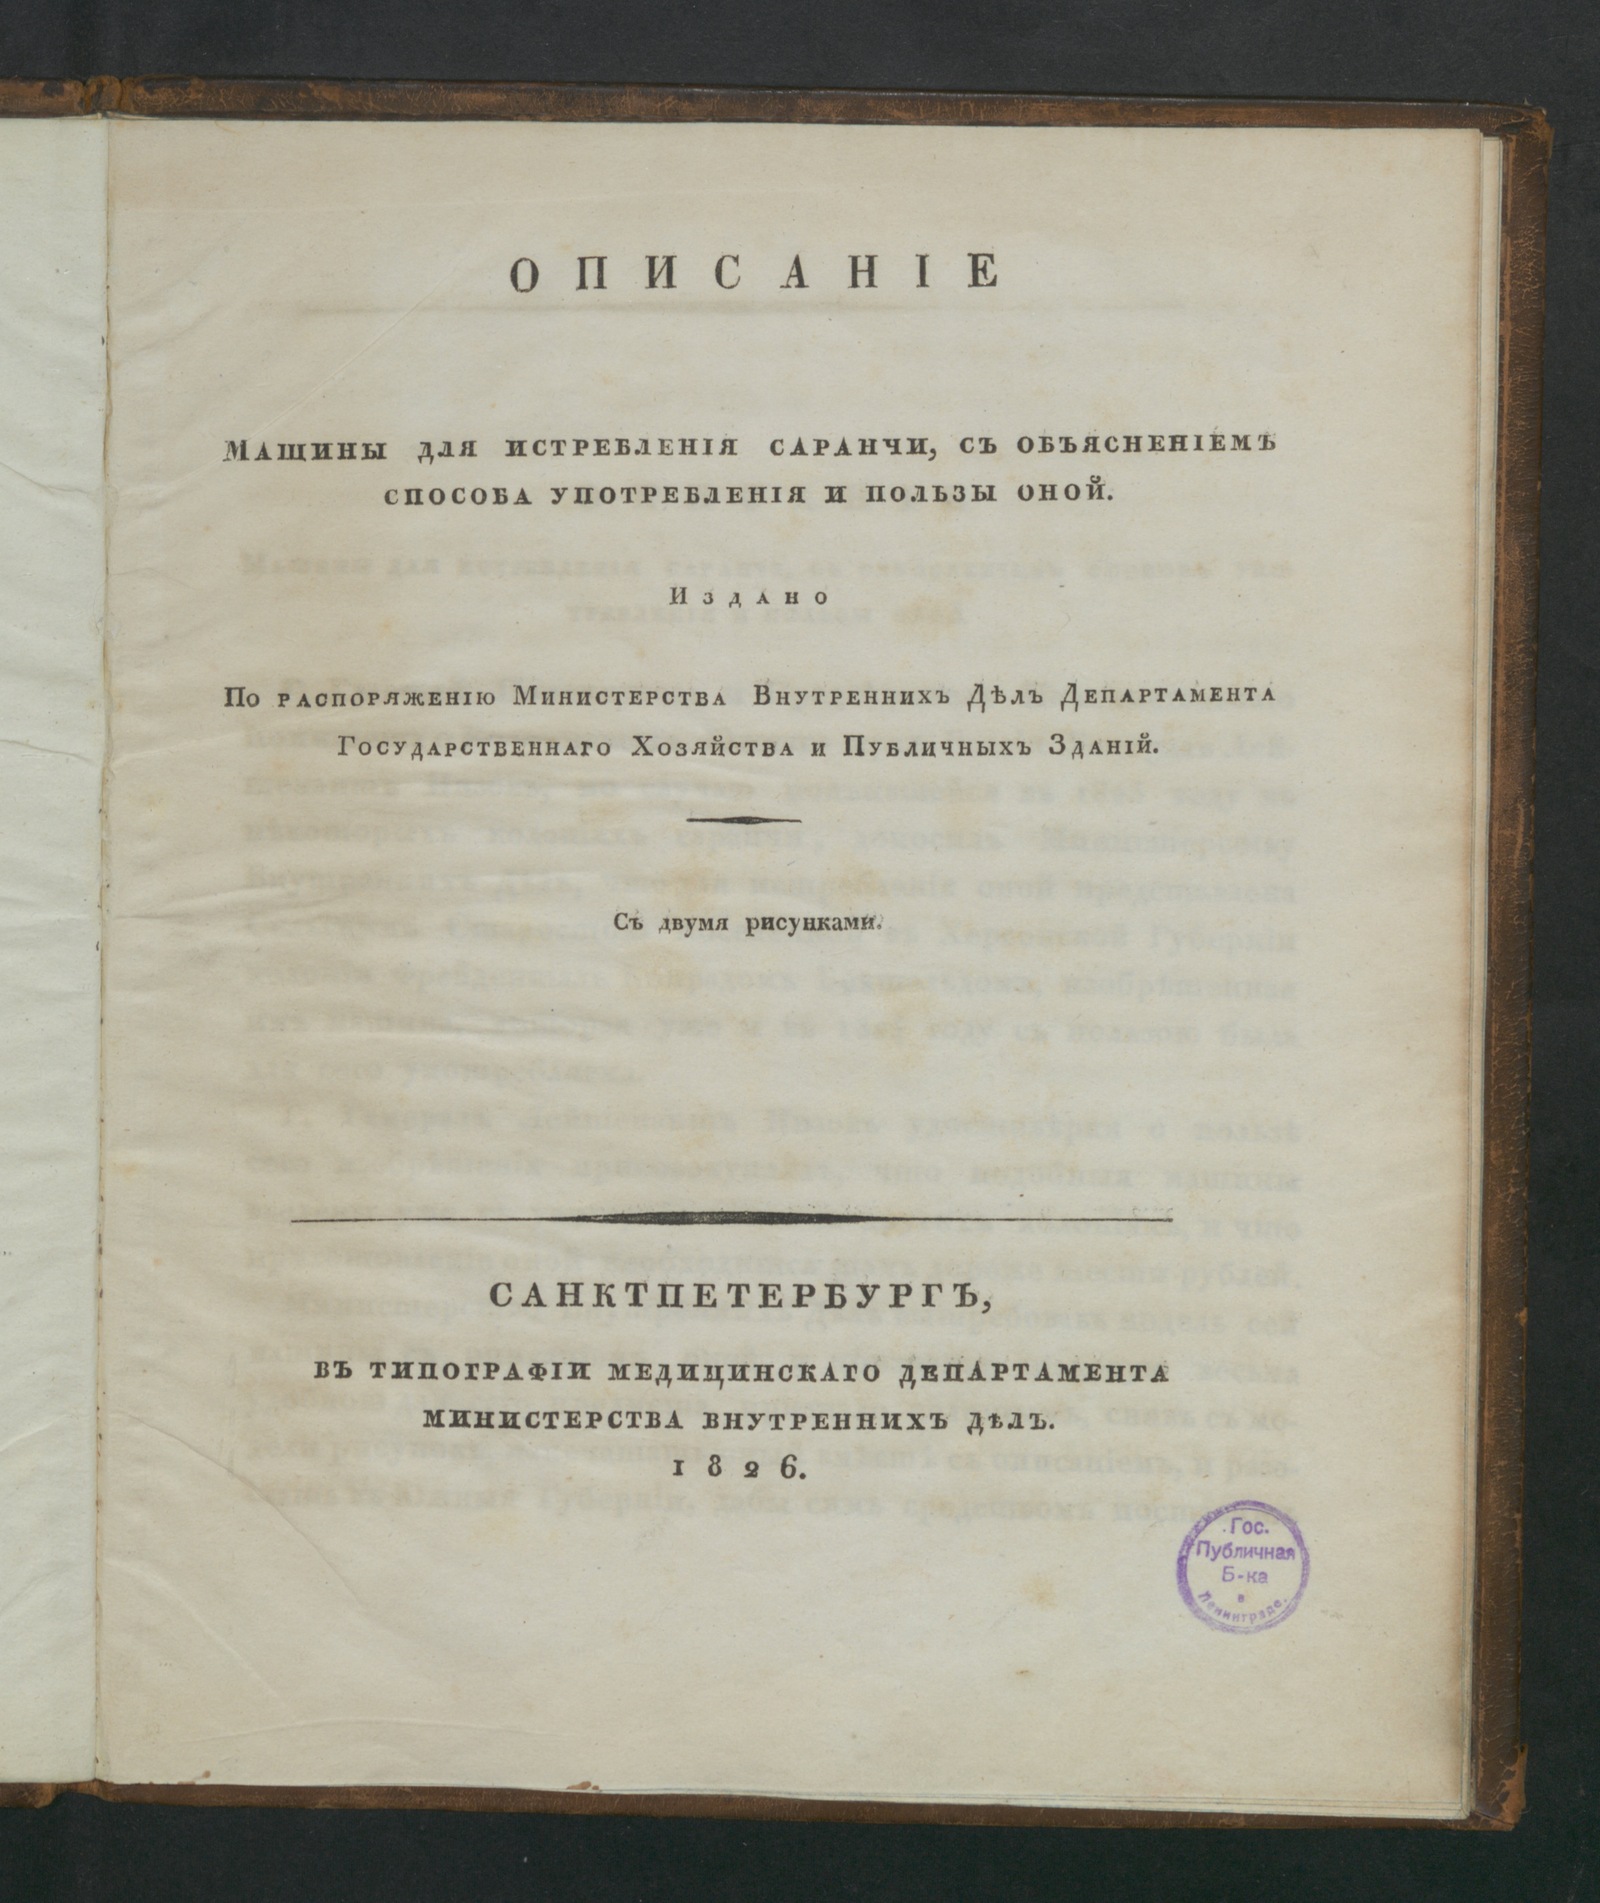 ОПИСАНІЕ
Машины для истребленія саранчи, съ объясненіемъ
способа употребленія и пользы оной.
Издано
По распоряженію Министерства Внутреннихъ Дѣлъ Департамента
Государственнаго Хозяйства и Публичныхъ Зданій.
Съ двумя рисунками.
САНКТПЕТЕРБУРГЪ,
ВЪ ТИПОГРАФІИ МЕДИЦИНСКАГО ДЕПАРТАМЕНТА
МИНИСТЕРСТВА ВНУТРЕННИХЪ ДѢЛЪ.
1826.
Гос.
Публичная
Б-ка
в
Ленинграде.